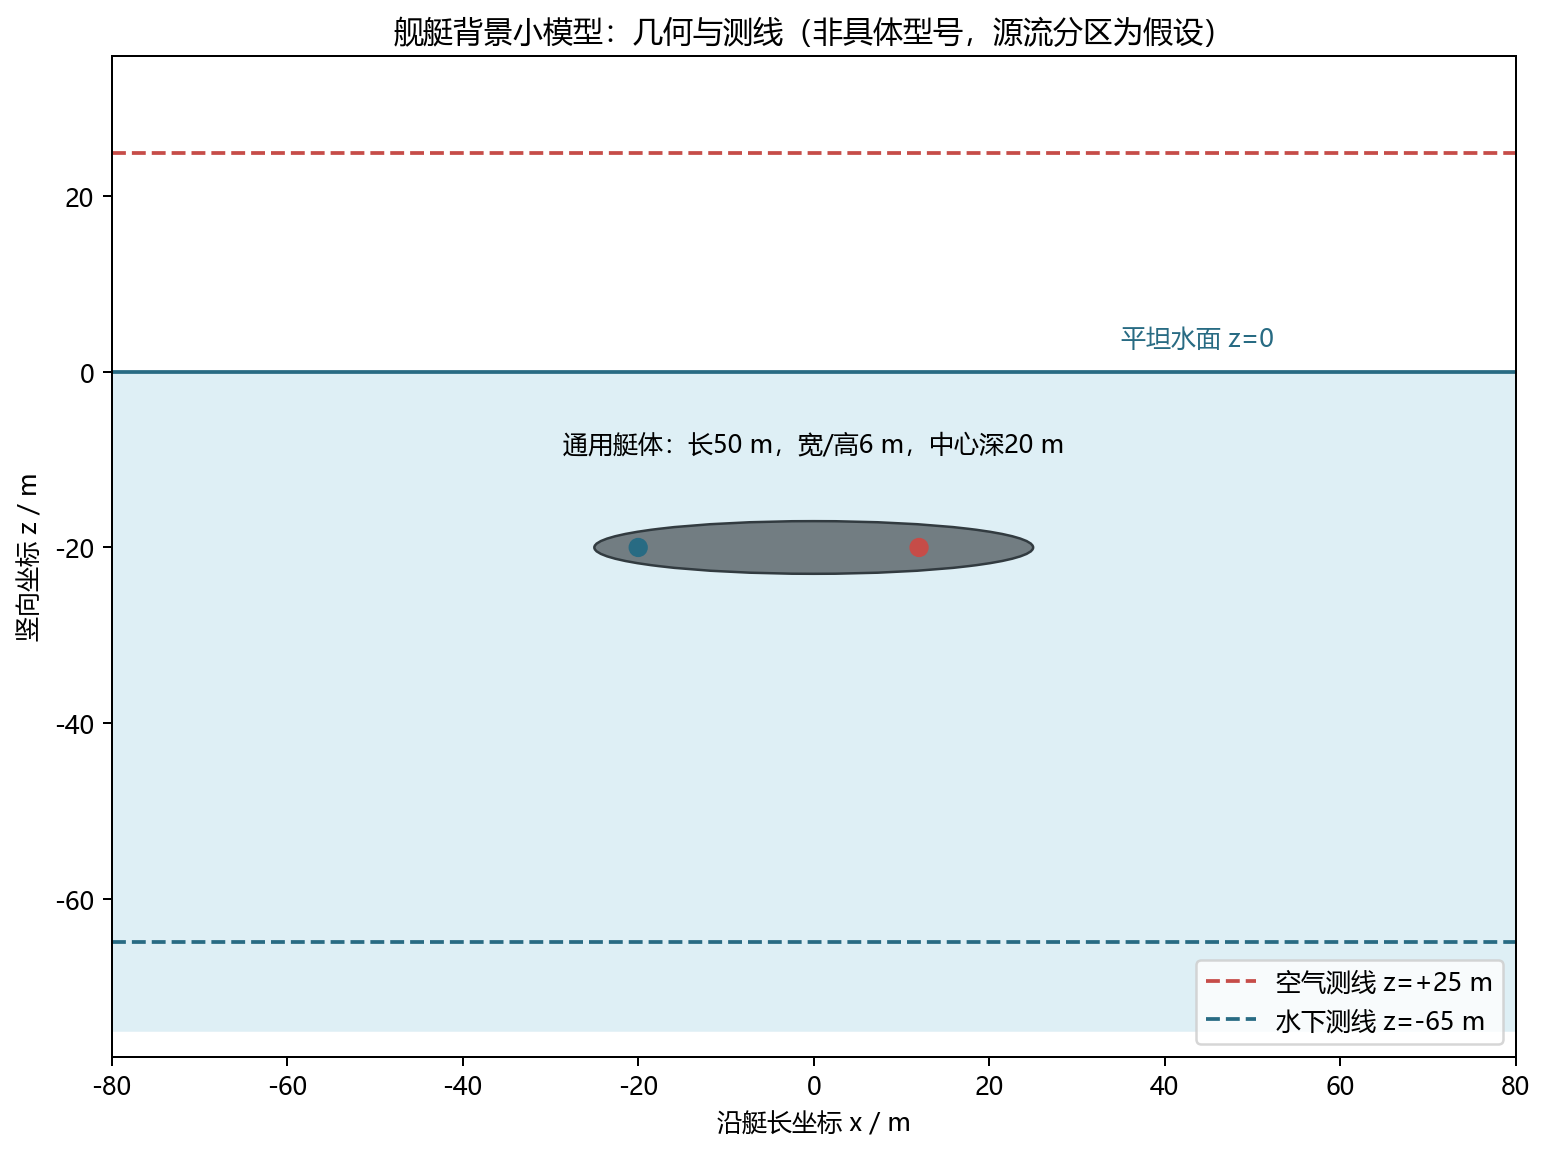 舰艇背景小模型：几何与测线（非具体型号，源流分区为假设）
竖向坐标 z / m
20
0
-20
-40
-60
平坦水面 z=0
通用艇体：长50 m，宽/高6 m，中心深20 m
空气测线 z=+25 m
水下测线 z=-65 m
-80
-60
-40
-20
0
20
40
60
80
沿艇长坐标 x / m